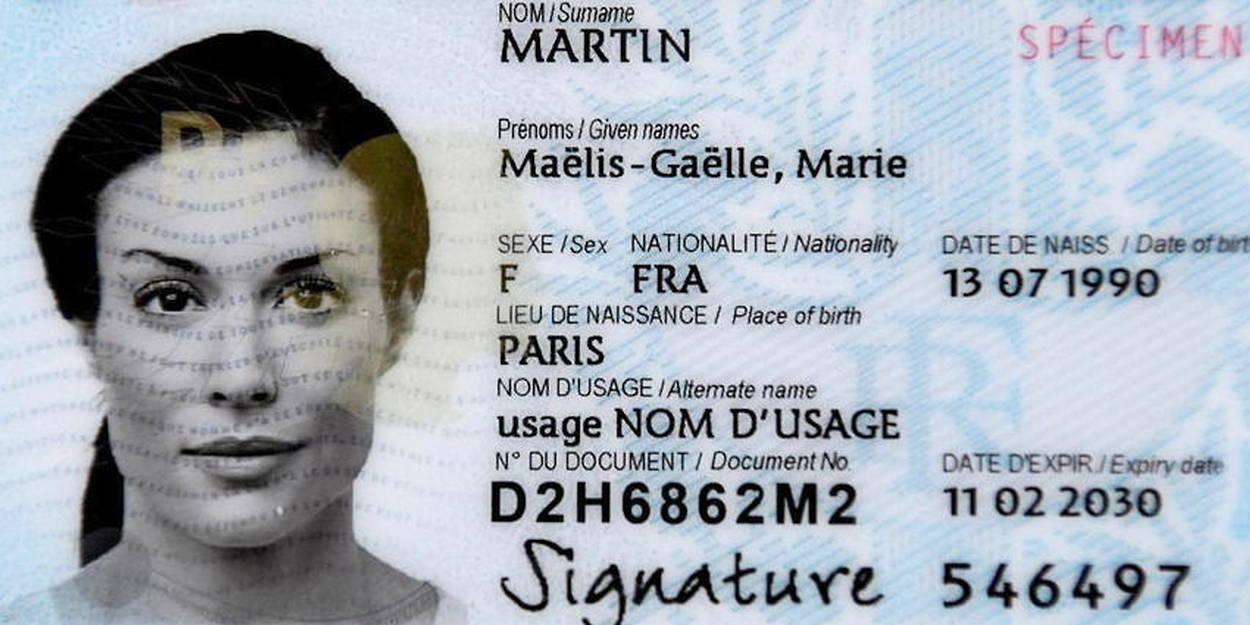 NOM / Surname
MARTIN
SPÉCIMEN
Prénoms / Given names
Maëlis-Gaëlle, Marie
SEXE / Sex NATIONALITÉ / Nationality DATE DE NAISS. / Date of birt
F FRA 13 07 1990
LIEU DE NAISSANCE / Place of birth
PARIS
NOM D'USAGE / Alternate name
usage NOM D'USAGE
N° DU DOCUMENT / Document No. DATE D'EXPIR. / Expiry date
D2H6862M2 11 02 2030
Signature 546497
RF